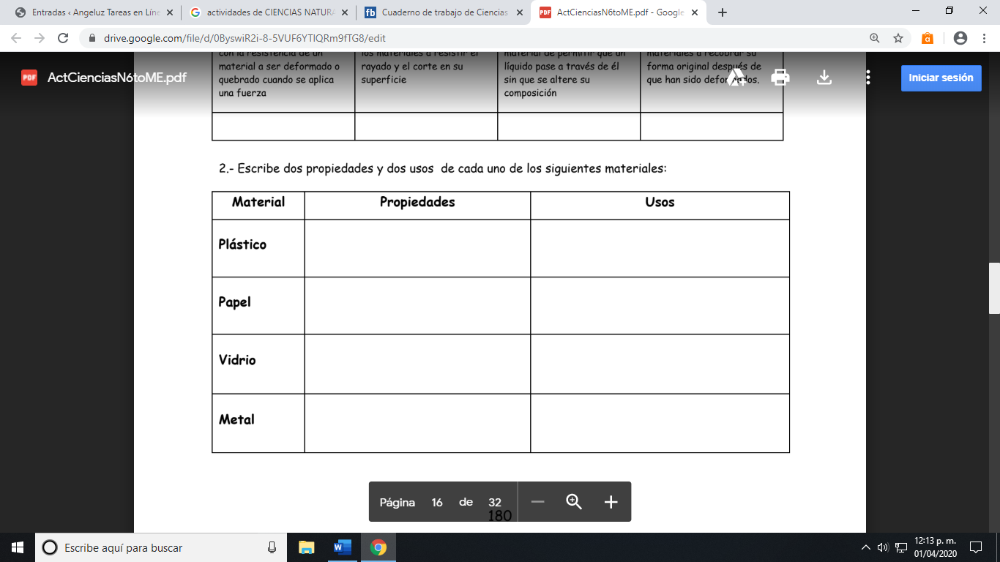 Entradas ‹ Angeluz Tareas en Líne
actividades de CIENCIAS NATURA
Cuaderno de trabajo de Ciencias
ActCienciasN6toME.pdf - Google
drive.google.com/file/d/0ByswiR2i-8-5VUF6YTlQRm9fTG8/edit
ActCienciasN6toME.pdf
Iniciar sesión
con la resistencia de un
material a ser deformado o
quebrado cuando se aplica
una fuerza
los materiales a resistir el
rayado y el corte en su
superficie
material de permitir que un
líquido pase a través de él
sin que se altere su
composición
materiales a recobrar su
forma original después de
que han sido deformados.
2.- Escribe dos propiedades y dos usos de cada uno de los siguientes materiales:
Material Propiedades Usos
Plástico
Papel
Vidrio
Metal
Página 16 de 32
180
Escribe aquí para buscar
12:13 p. m.
01/04/2020